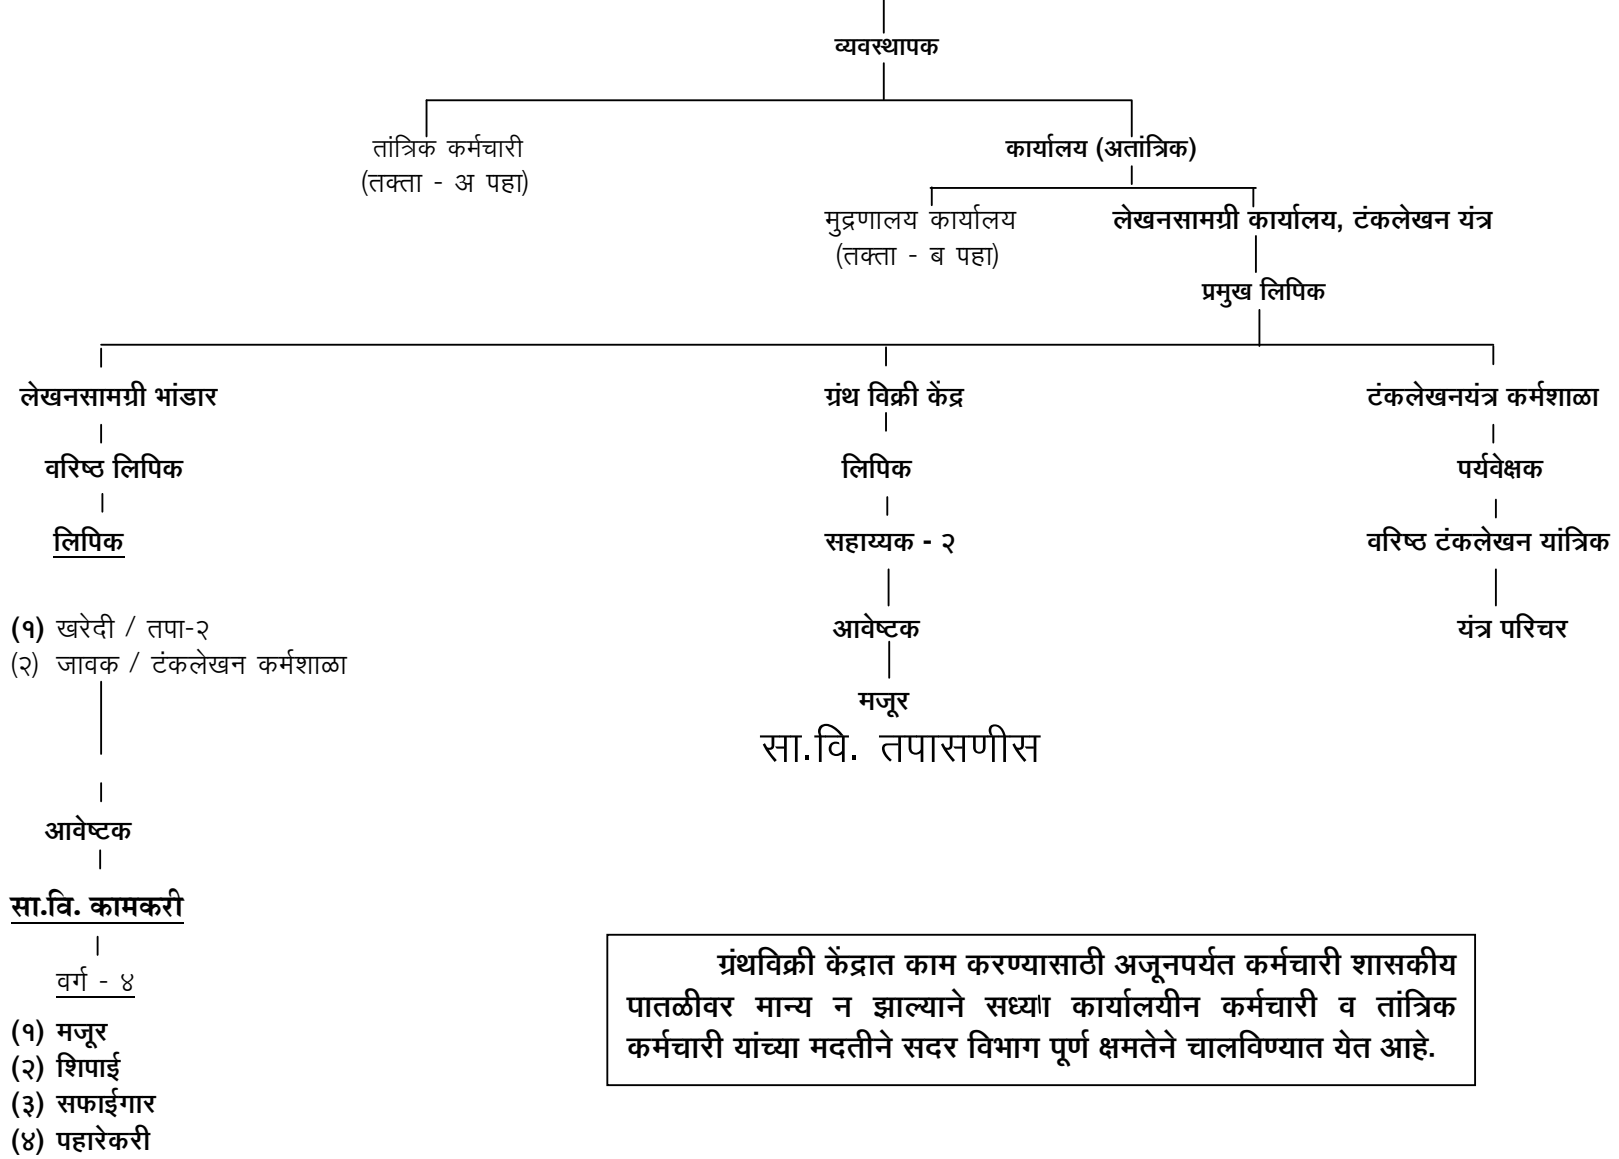 व्यवस्थापक
तांत्रिक कर्मचारी
(तक्ता - अ पहा)
कार्यालय (अतांत्रिक)
मुद्रणालय कार्यालय
(तक्ता - ब पहा)
लेखनसामग्री कार्यालय, टंकलेखन यंत्र
प्रमुख लिपिक
लेखनसामग्री भांडार
वरिष्ठ लिपिक
लिपिक
(१) खरेदी / तपा-२
(२) जावक / टंकलेखन कर्मशाळा
आवेष्टक
सा.वि. कामकरी
वर्ग - ४
(१) मजूर
(२) शिपाई
(३) सफाईगार
(४) पहारेकरी
ग्रंथ विक्री केंद्र
लिपिक
सहाय्यक - २
आवेष्टक
मजूर
सा.वि. तपासणीस
टंकलेखनयंत्र कर्मशाळा
पर्यवेक्षक
वरिष्ठ टंकलेखन यांत्रिक
यंत्र परिचर
ग्रंथविक्री केंद्रात काम करण्यासाठी अजूनपर्यत कर्मचारी शासकीय
पातळीवर मान्य न झाल्याने सध्याा कार्यालयीन कर्मचारी व तांत्रिक
कर्मचारी यांच्या मदतीने सदर विभाग पूर्ण क्षमतेने चालविण्यात येत आहे.